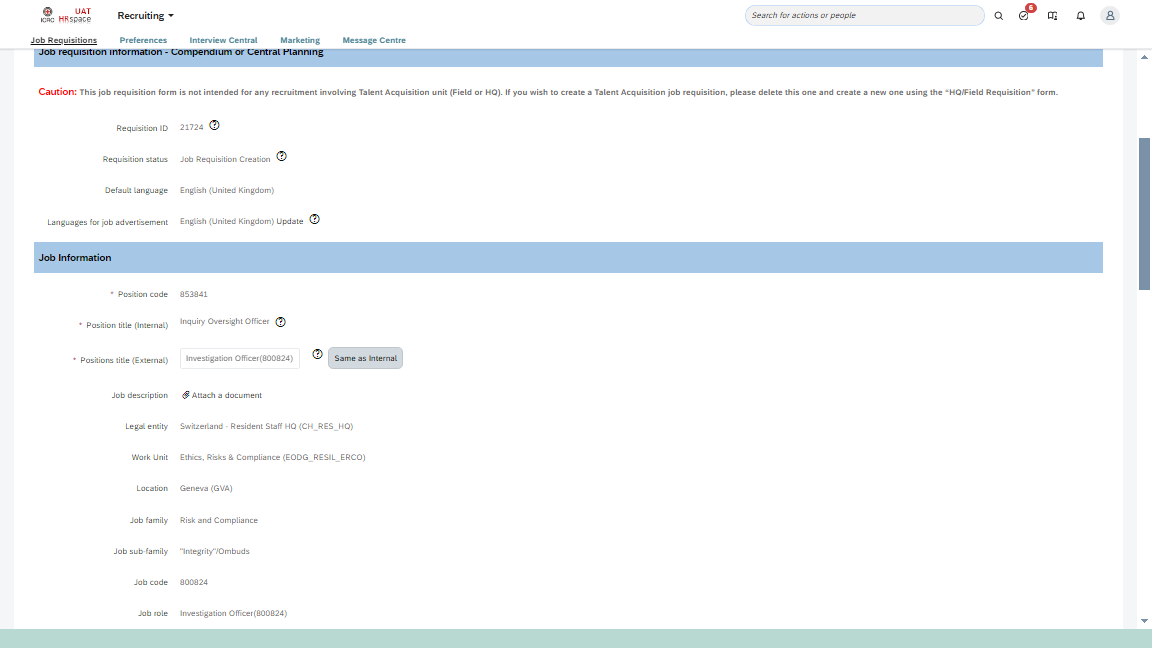 ICRC
UAT
HRspace
Recruiting
Search for actions or people
6
Job Requisitions
Preferences
Interview Central
Marketing
Message Centre
Job requisition information - Compendium or Central Planning
Caution: This job requisition form is not intended for any recruitment involving Talent Acquisition unit (Field or HQ). If you wish to create a Talent Acquisition job requisition, please delete this one and create a new one using the “HQ/Field Requisition” form.
Requisition ID 21724
Requisition status Job Requisition Creation
Default language English (United Kingdom)
Languages for job advertisement English (United Kingdom) Update
Job Information
* Position code 853841
* Position title (Internal) Inquiry Oversight Officer
* Positions title (External) Investigation Officer(800824) Same as Internal
Job description Attach a document
Legal entity Switzerland - Resident Staff HQ (CH_RES_HQ)
Work Unit Ethics, Risks & Compliance (EODG_RESIL_ERCO)
Location Geneva (GVA)
Job family Risk and Compliance
Job sub-family "Integrity"/Ombuds
Job code 800824
Job role Investigation Officer(800824)